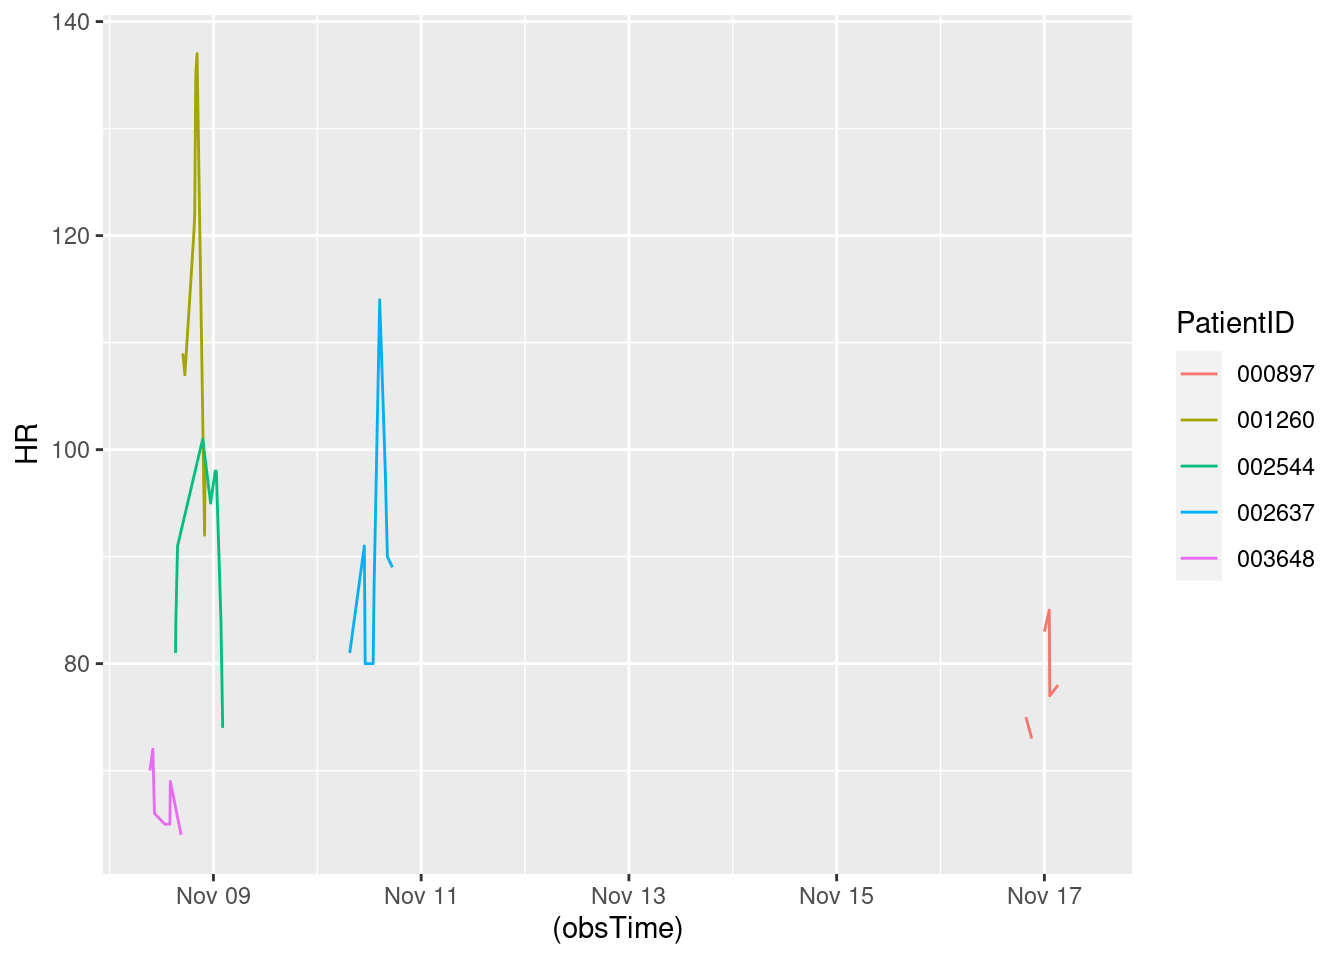 140
120
100
80
HR
Nov 09
Nov 11
Nov 13
Nov 15
Nov 17
(obsTime)
PatientID
000897
001260
002544
002637
003648